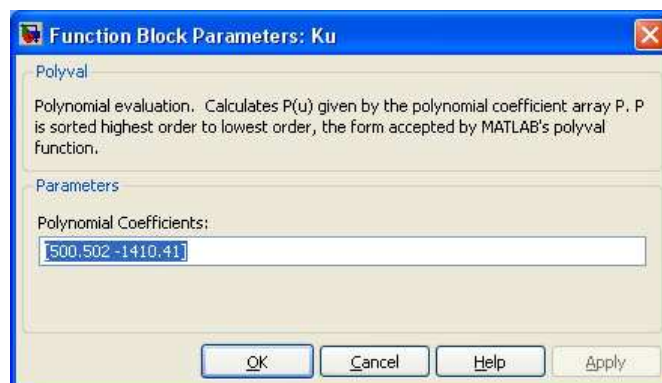 Function Block Parameters: Ku
Polyval
Polynomial evaluation. Calculates P(u) given by the polynomial coefficient array P. P
is sorted highest order to lowest order, the form accepted by MATLAB's polyval
function.
Parameters
Polynomial Coefficients:
[500.502 -1410.41]
OK Cancel Help Apply